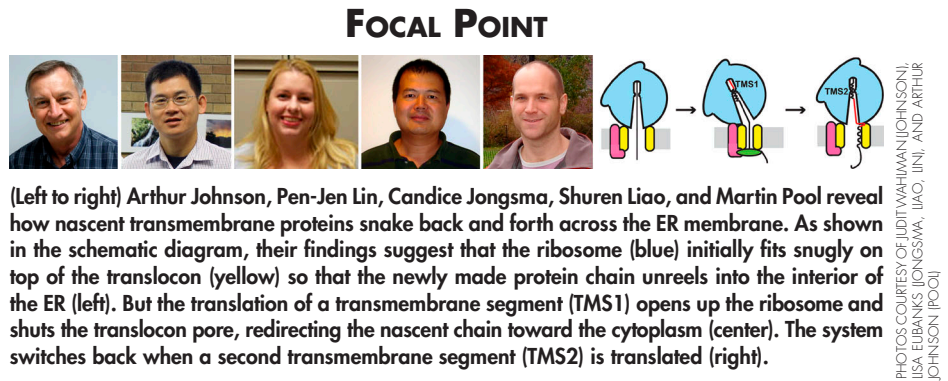 FOCAL POINT
TMS1
TMS2
(Left to right) Arthur Johnson, Pen-Jen Lin, Candice Jongsma, Shuren Liao, and Martin Pool reveal
how nascent transmembrane proteins snake back and forth across the ER membrane. As shown
in the schematic diagram, their findings suggest that the ribosome (blue) initially fits snugly on
top of the translocon (yellow) so that the newly made protein chain unreels into the interior of
the ER (left). But the translation of a transmembrane segment (TMS1) opens up the ribosome and
shuts the translocon pore, redirecting the nascent chain toward the cytoplasm (center). The system
switches back when a second transmembrane segment (TMS2) is translated (right).
PHOTOS COURTESY OF JUDIT WAHLMAN (JOHNSON),
LISA EUBANKS (JONGSMA, LIAO, LIN), AND ARTHUR
JOHNSON (POOL)